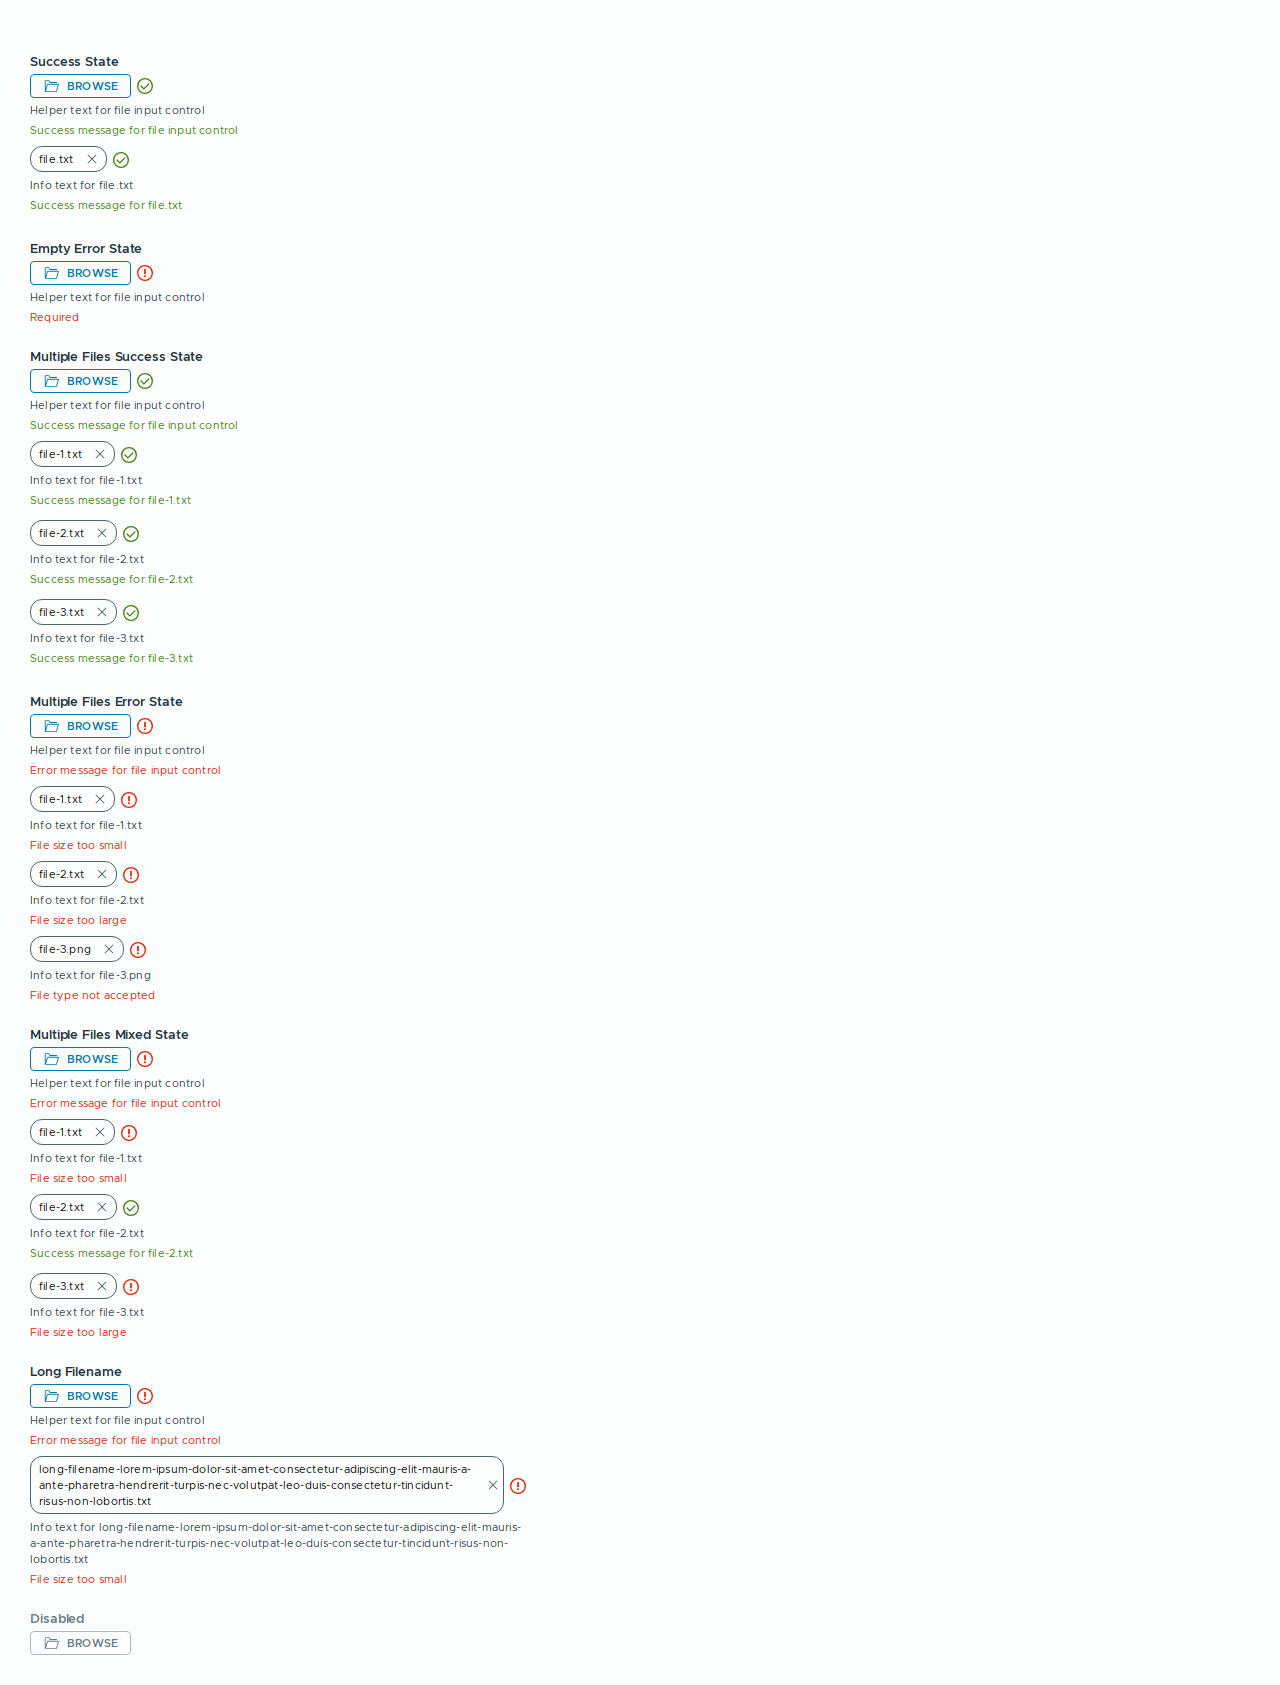 Success State
BROWSE
Helper text for file input control
Success message for file input control
file.txt
Info text for file.txt
Success message for file.txt
Empty Error State
BROWSE
Helper text for file input control
Required
Multiple Files Success State
BROWSE
Helper text for file input control
Success message for file input control
file-1.txt
Info text for file-1.txt
Success message for file-1.txt
file-2.txt
Info text for file-2.txt
Success message for file-2.txt
file-3.txt
Info text for file-3.txt
Success message for file-3.txt
Multiple Files Error State
BROWSE
Helper text for file input control
Error message for file input control
file-1.txt
Info text for file-1.txt
File size too small
file-2.txt
Info text for file-2.txt
File size too large
file-3.png
Info text for file-3.png
File type not accepted
Multiple Files Mixed State
BROWSE
Helper text for file input control
Error message for file input control
file-1.txt
Info text for file-1.txt
File size too small
file-2.txt
Info text for file-2.txt
Success message for file-2.txt
file-3.txt
Info text for file-3.txt
File size too large
Long Filename
BROWSE
Helper text for file input control
Error message for file input control
long-filename-lorem-ipsum-dolor-sit-amet-consectetur-adipiscing-elit-mauris-a-
ante-pharetra-hendrerit-turpis-nec-volutpat-leo-duis-consectetur-tincidunt-
risus-non-lobortis.txt
Info text for long-filename-lorem-ipsum-dolor-sit-amet-consectetur-adipiscing-elit-mauris-
a-ante-pharetra-hendrerit-turpis-nec-volutpat-leo-duis-consectetur-tincidunt-risus-non-
lobortis.txt
File size too small
Disabled
BROWSE